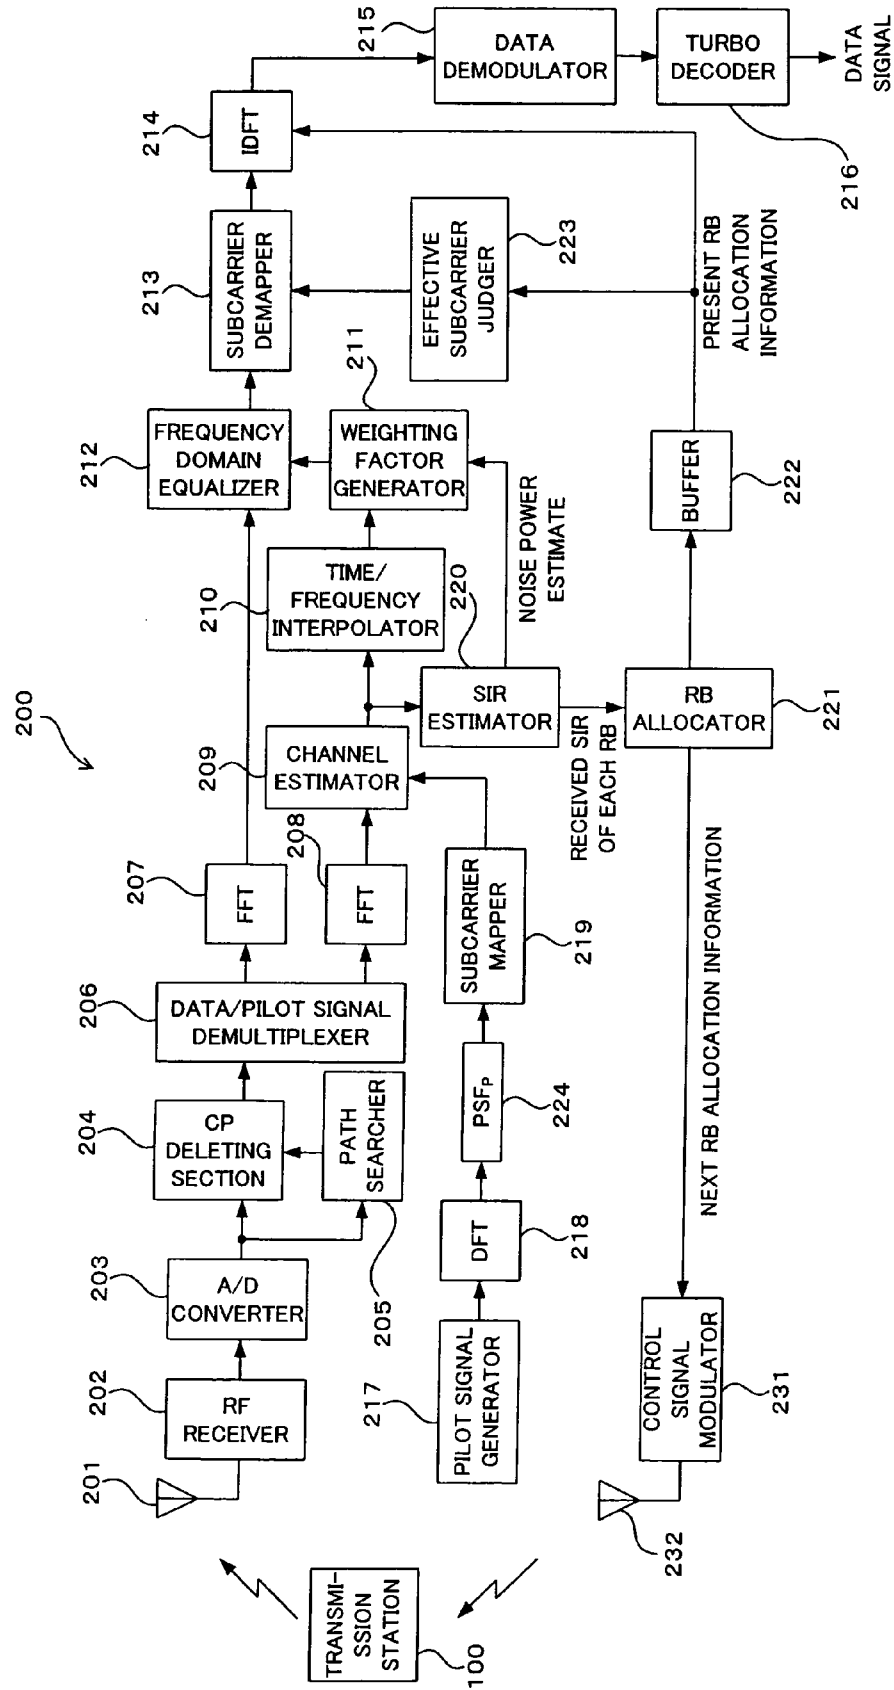 200
201
202
RF
RECEIVER
203
A/D
CONVERTER
204
CP
DELETING
SECTION
PATH
SEARCHER
205
206
DATA/PILOT SIGNAL
DEMULTIPLEXER
207
FFT
208
FFT
209
CHANNEL
ESTIMATOR
210
TIME/
FREQUENCY
INTERPOLATOR
211
WEIGHTING
FACTOR
GENERATOR
212
FREQUENCY
DOMAIN
EQUALIZER
213
SUBCARRIER
DEMAPPER
214
IDFT
215
DATA
DEMODULATOR
TURBO
DECODER
216
DATA
SIGNAL
217
PILOT SIGNAL
GENERATOR
DFT
218
PSFP
224
SUBCARRIER
MAPPER
219
220
SIR
ESTIMATOR
NOISE POWER
ESTIMATE
RECEIVED SIR
OF EACH RB
EFFECTIVE
SUBCARRIER
JUDGER
223
RB
ALLOCATOR
221
BUFFER
222
PRESENT RB
ALLOCATION
INFORMATION
NEXT RB ALLOCATION INFORMATION
CONTROL
SIGNAL
MODULATOR
231
232
TRANSMI-
SSION
STATION
100